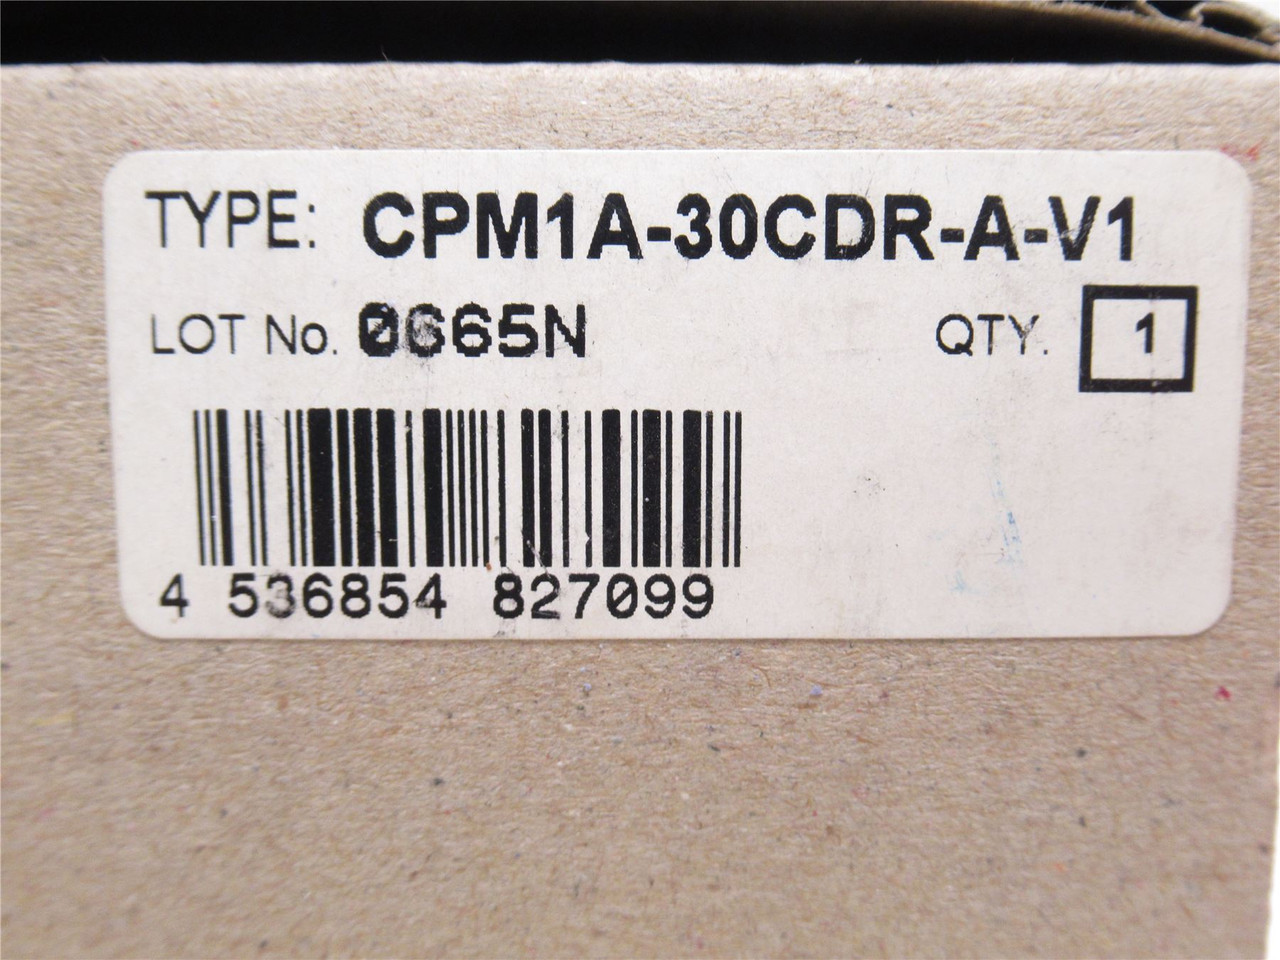 TYPE: CPM1A-30CDR-A-V1
LOT No. 0665N
QTY. 1
4 536854 827099